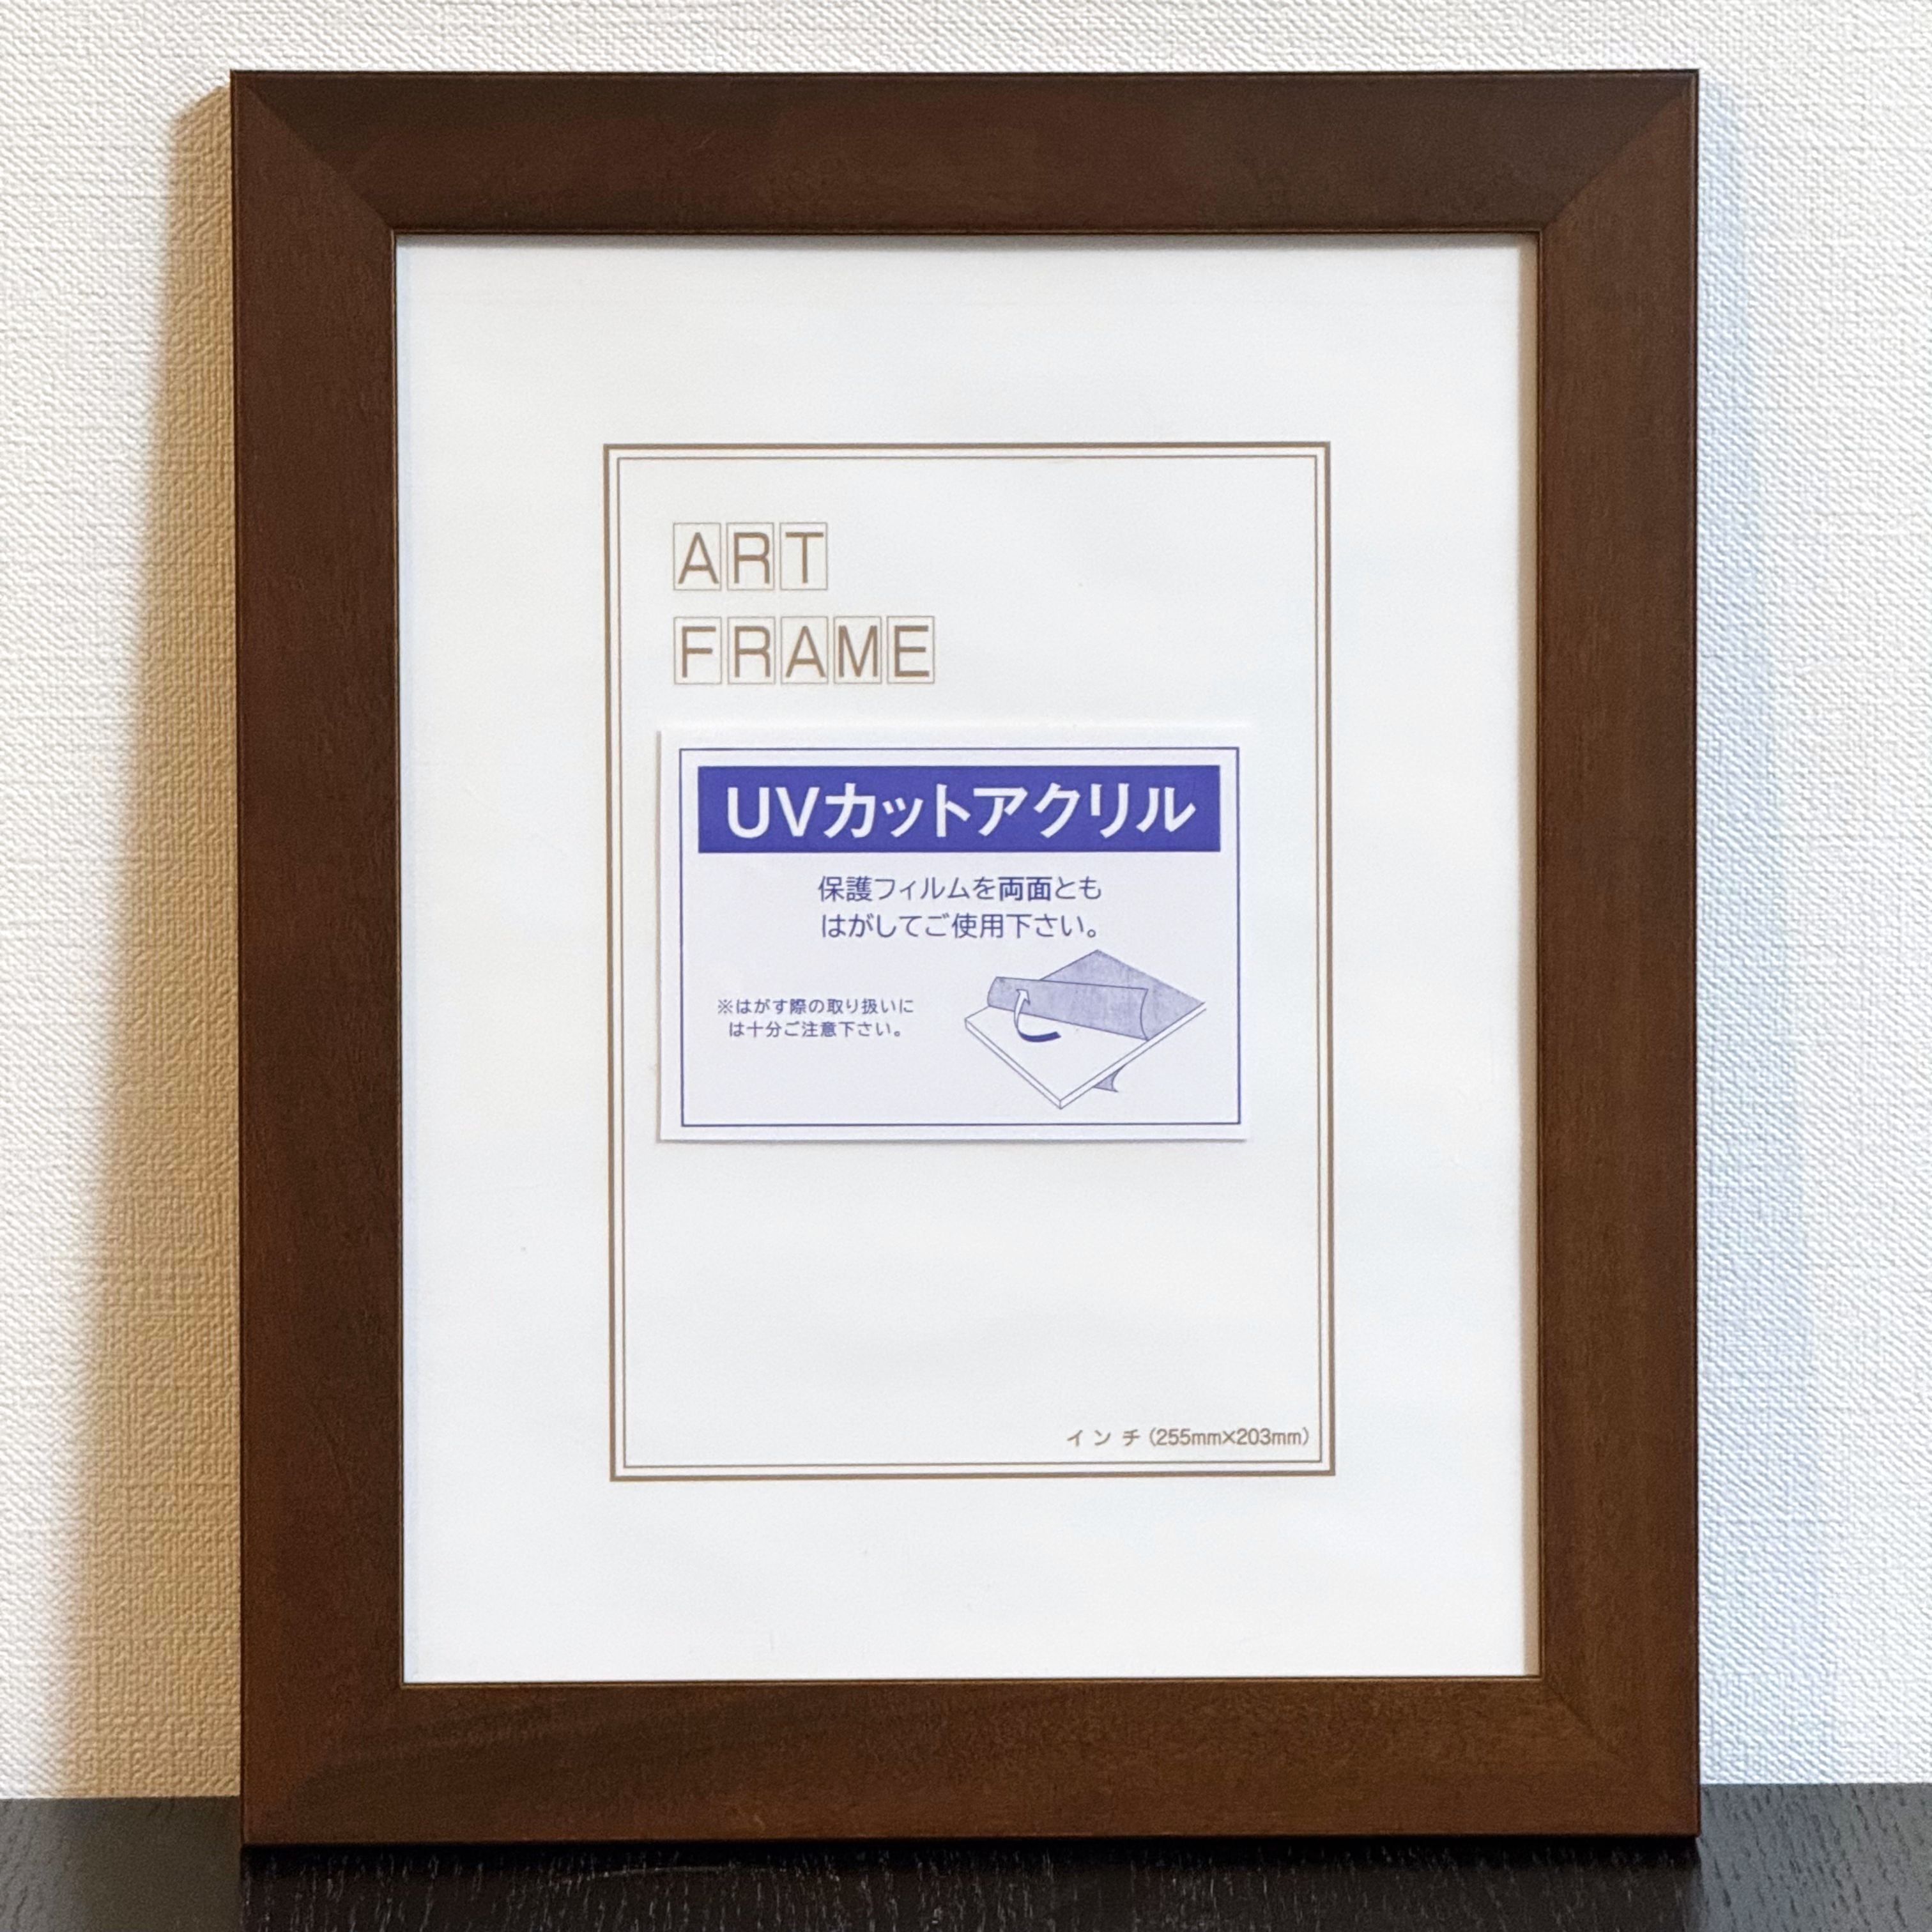 ART
FRAME
UVカットアクリル
保護フィルムを両面とも
はがしてご使用下さい。
※はがす際の取り扱いに
は十分ご注意下さい。
インチ(255mm×203mm)